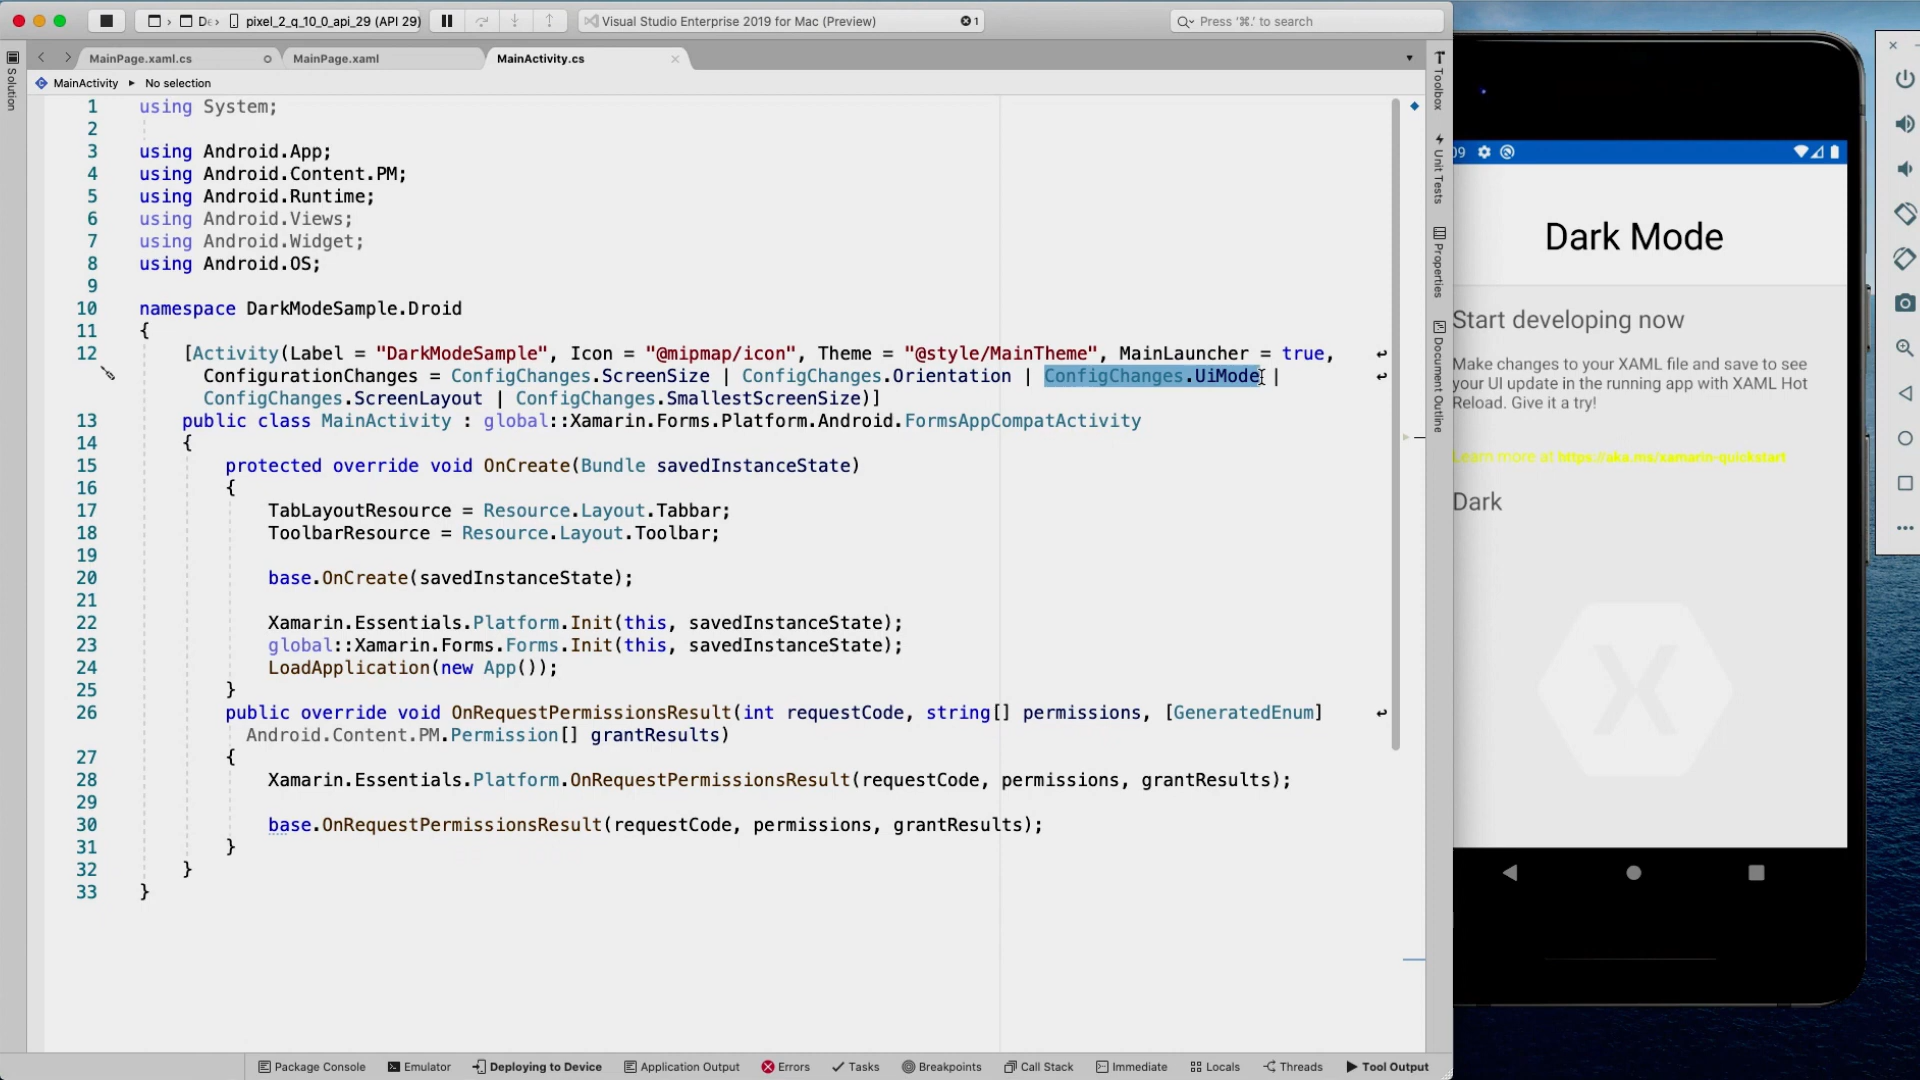 De
pixel_2_q_10_0_api_29 (API 29)
Visual Studio Enterprise 2019 for Mac (Preview)
1
Press '⌘.' to search
MainPage.xaml.cs
MainPage.xaml
MainActivity.cs
MainActivity
No selection
Solution
1 using System;
2
3 using Android.App;
4 using Android.Content.PM;
5 using Android.Runtime;
6 using Android.Views;
7 using Android.Widget;
8 using Android.OS;
9
10 namespace DarkModeSample.Droid
11 {
12 [Activity(Label = "DarkModeSample", Icon = "@mipmap/icon", Theme = "@style/MainTheme", MainLauncher = true,
ConfigurationChanges = ConfigChanges.ScreenSize | ConfigChanges.Orientation | ConfigChanges.UiMode |
ConfigChanges.ScreenLayout | ConfigChanges.SmallestScreenSize)]
13 public class MainActivity : global::Xamarin.Forms.Platform.Android.FormsAppCompatActivity
14 {
15 protected override void OnCreate(Bundle savedInstanceState)
16 {
17 TabLayoutResource = Resource.Layout.Tabbar;
18 ToolbarResource = Resource.Layout.Toolbar;
19
20 base.OnCreate(savedInstanceState);
21
22 Xamarin.Essentials.Platform.Init(this, savedInstanceState);
23 global::Xamarin.Forms.Forms.Init(this, savedInstanceState);
24 LoadApplication(new App());
25 }
26 public override void OnRequestPermissionsResult(int requestCode, string[] permissions, [GeneratedEnum]
Android.Content.PM.Permission[] grantResults)
27 {
28 Xamarin.Essentials.Platform.OnRequestPermissionsResult(requestCode, permissions, grantResults);
29
30 base.OnRequestPermissionsResult(requestCode, permissions, grantResults);
31 }
32 }
33 }
Toolbox
Unit Tests
Properties
Document Outline
Package Console
Emulator
Deploying to Device
Application Output
Errors
Tasks
Breakpoints
Call Stack
Immediate
Locals
Threads
Tool Output
09
Dark Mode
Start developing now
Make changes to your XAML file and save to see
your UI update in the running app with XAML Hot
Reload. Give it a try!
Learn more at https://aka.ms/xamarin-quickstart
Dark